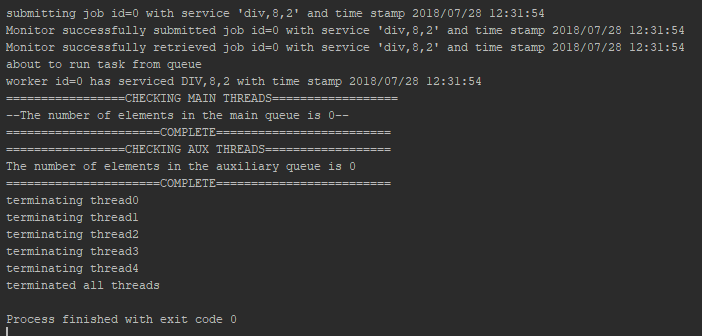 submitting job id=0 with service 'div,8,2' and time stamp 2018/07/28 12:31:54
Monitor successfully submitted job id=0 with service 'div,8,2' and time stamp 2018/07/28 12:31:54
Monitor successfully retrieved job id=0 with service 'div,8,2' and time stamp 2018/07/28 12:31:54
about to run task from queue
worker id=0 has serviced DIV,8,2 with time stamp 2018/07/28 12:31:54
=================CHECKING MAIN THREADS==================
--The number of elements in the main queue is 0--
======================COMPLETE=========================
=================CHECKING AUX THREADS==================
The number of elements in the auxiliary queue is 0
======================COMPLETE=========================
terminating thread0
terminating thread1
terminating thread2
terminating thread3
terminating thread4
terminated all threads
Process finished with exit code 0